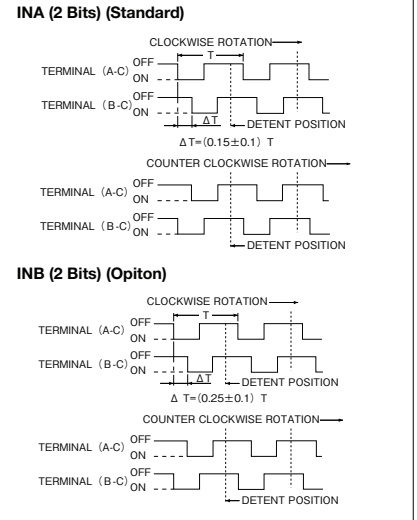 INA (2 Bits) (Standard)
CLOCKWISE ROTATION
T
TERMINAL (A-C) OFF
ON
TERMINAL (B-C) OFF
ON
ΔT
DETENT POSITION
ΔT=(0.15±0.1) T
COUNTER CLOCKWISE ROTATION
TERMINAL (A-C) OFF
ON
TERMINAL (B-C) OFF
ON
DETENT POSITION
INB (2 Bits) (Opiton)
CLOCKWISE ROTATION
T
TERMINAL (A-C) OFF
ON
TERMINAL (B-C) OFF
ON
ΔT
DETENT POSITION
Δ T=(0.25±0.1) T
COUNTER CLOCKWISE ROTATION
TERMINAL (A-C) OFF
ON
TERMINAL (B-C) OFF
ON
DETENT POSITION